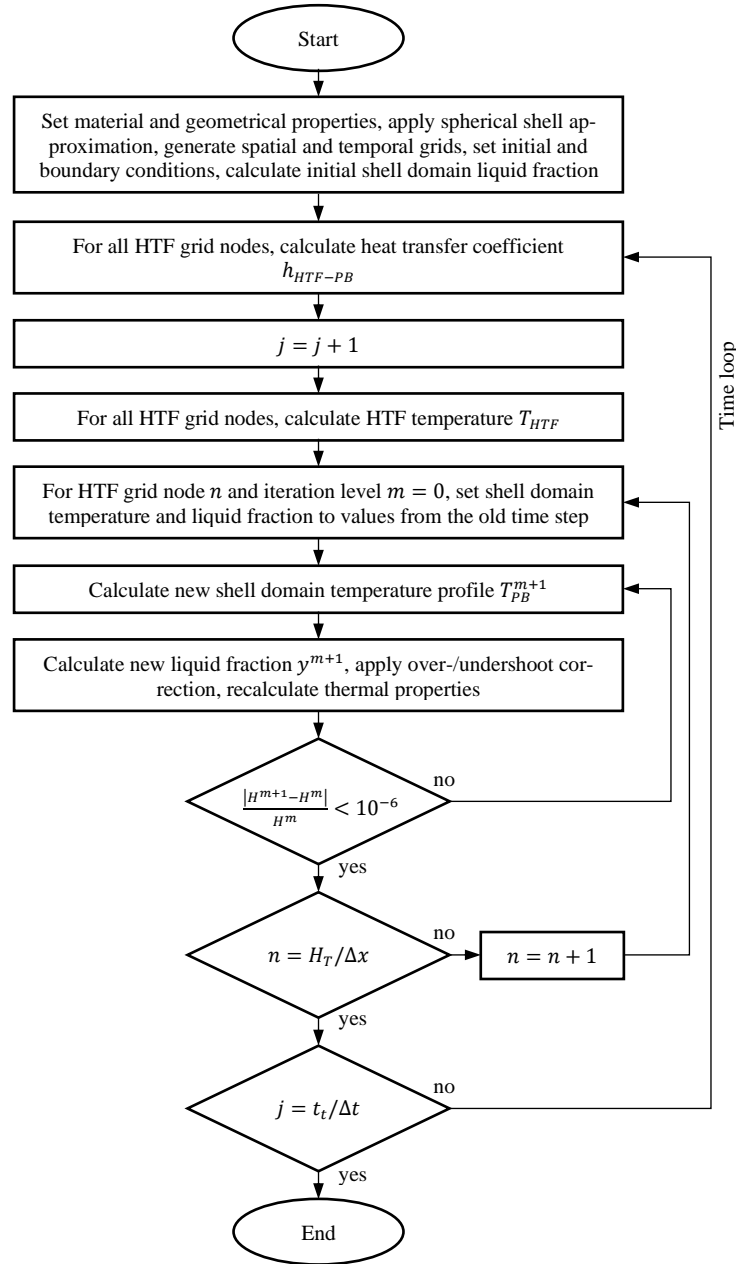 Start
Set material and geometrical properties, apply spherical shell ap-
proximation, generate spatial and temporal grids, set initial and
boundary conditions, calculate initial shell domain liquid fraction
For all HTF grid nodes, calculate heat transfer coefficient
h_{HTF−PB}
j = j + 1
For all HTF grid nodes, calculate HTF temperature T_{HTF}
For HTF grid node n and iteration level m = 0, set shell domain
temperature and liquid fraction to values from the old time step
Calculate new shell domain temperature profile T_{PB}^{m+1}
Calculate new liquid fraction y^{m+1}, apply over-/undershoot cor-
rection, recalculate thermal properties
|H^{m+1}−H^m| / H^m < 10^{−6}
no
yes
n = H_T/Δx
no
n = n + 1
yes
j = t_t/Δt
no
yes
End
Time loop